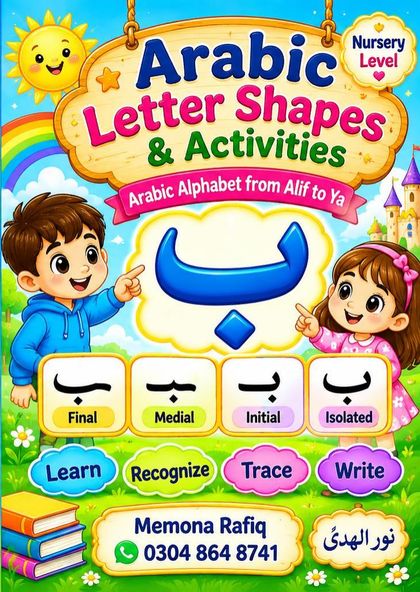 Nursery
Level
Arabic
Letter Shapes
& Activities
Arabic Alphabet from Alif to Ya
ب
ـب
ـبـ
بـ
ب
Final
Medial
Initial
Isolated
Learn
Recognize
Trace
Write
Memona Rafiq
0304 864 8741
نور الھدیً